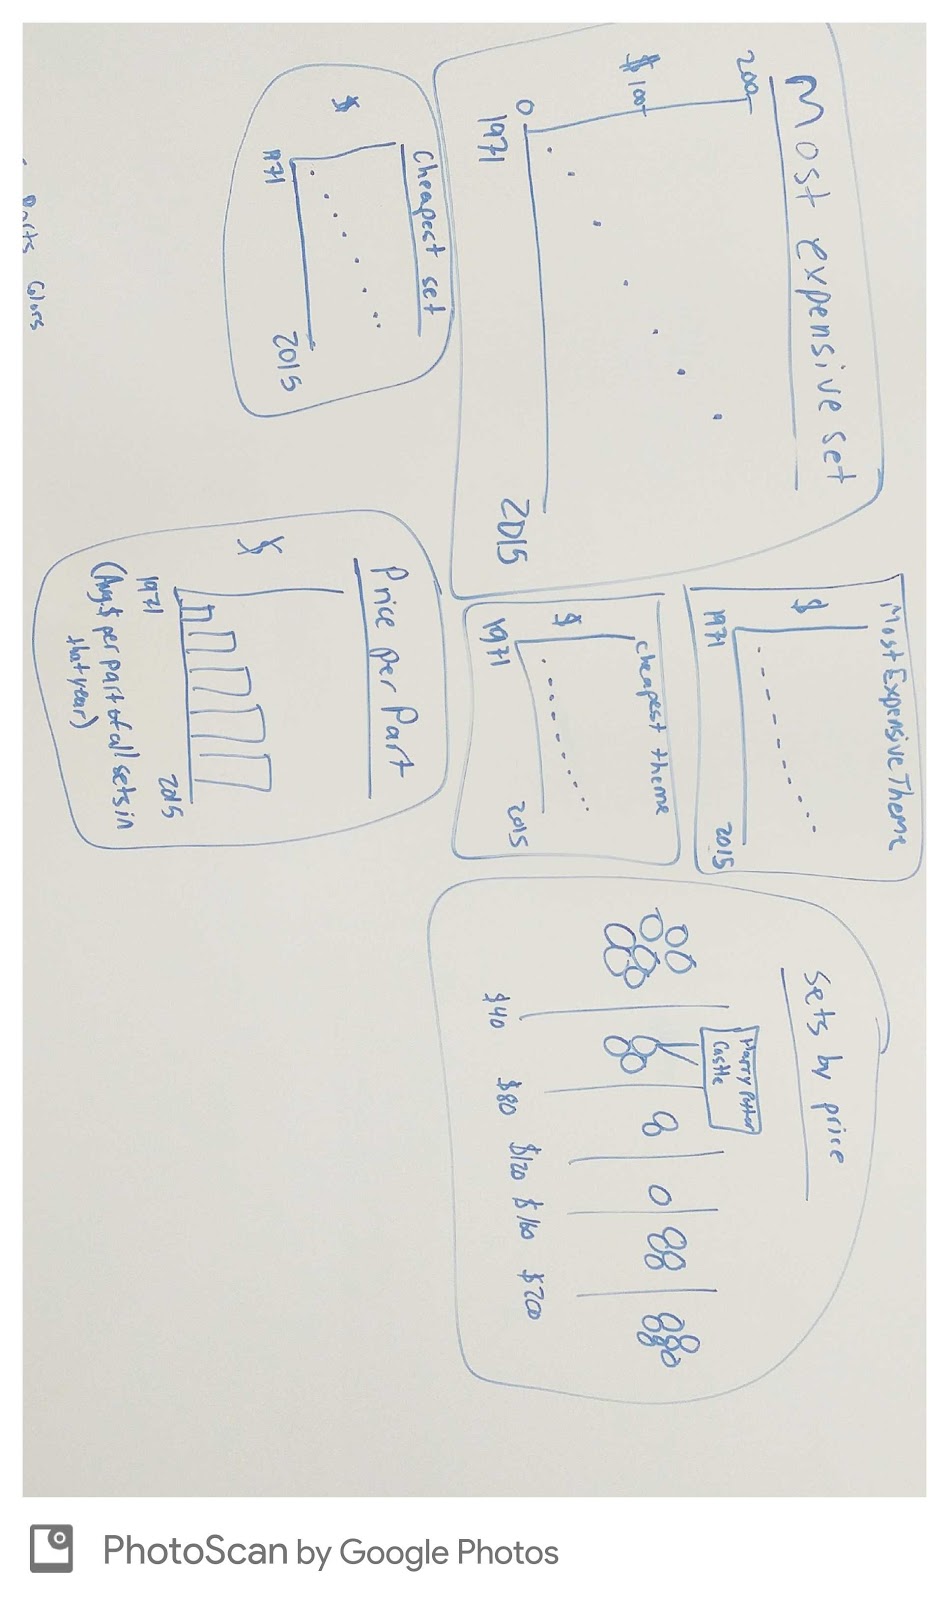 Most expensive set
200
$ 100
0
1971
2015
Cheapest set
$
1971
2015
Most Expensive Theme
$
1971
2015
Cheapest theme
$
1971
2015
Price per Part
$
1971
2015
(Avg. $ per part of all sets in
that year)
Sets by price
Harry Potter
Castle
$40
$80
$120
$160
$200
Parts Colors
PhotoScan by Google Photos